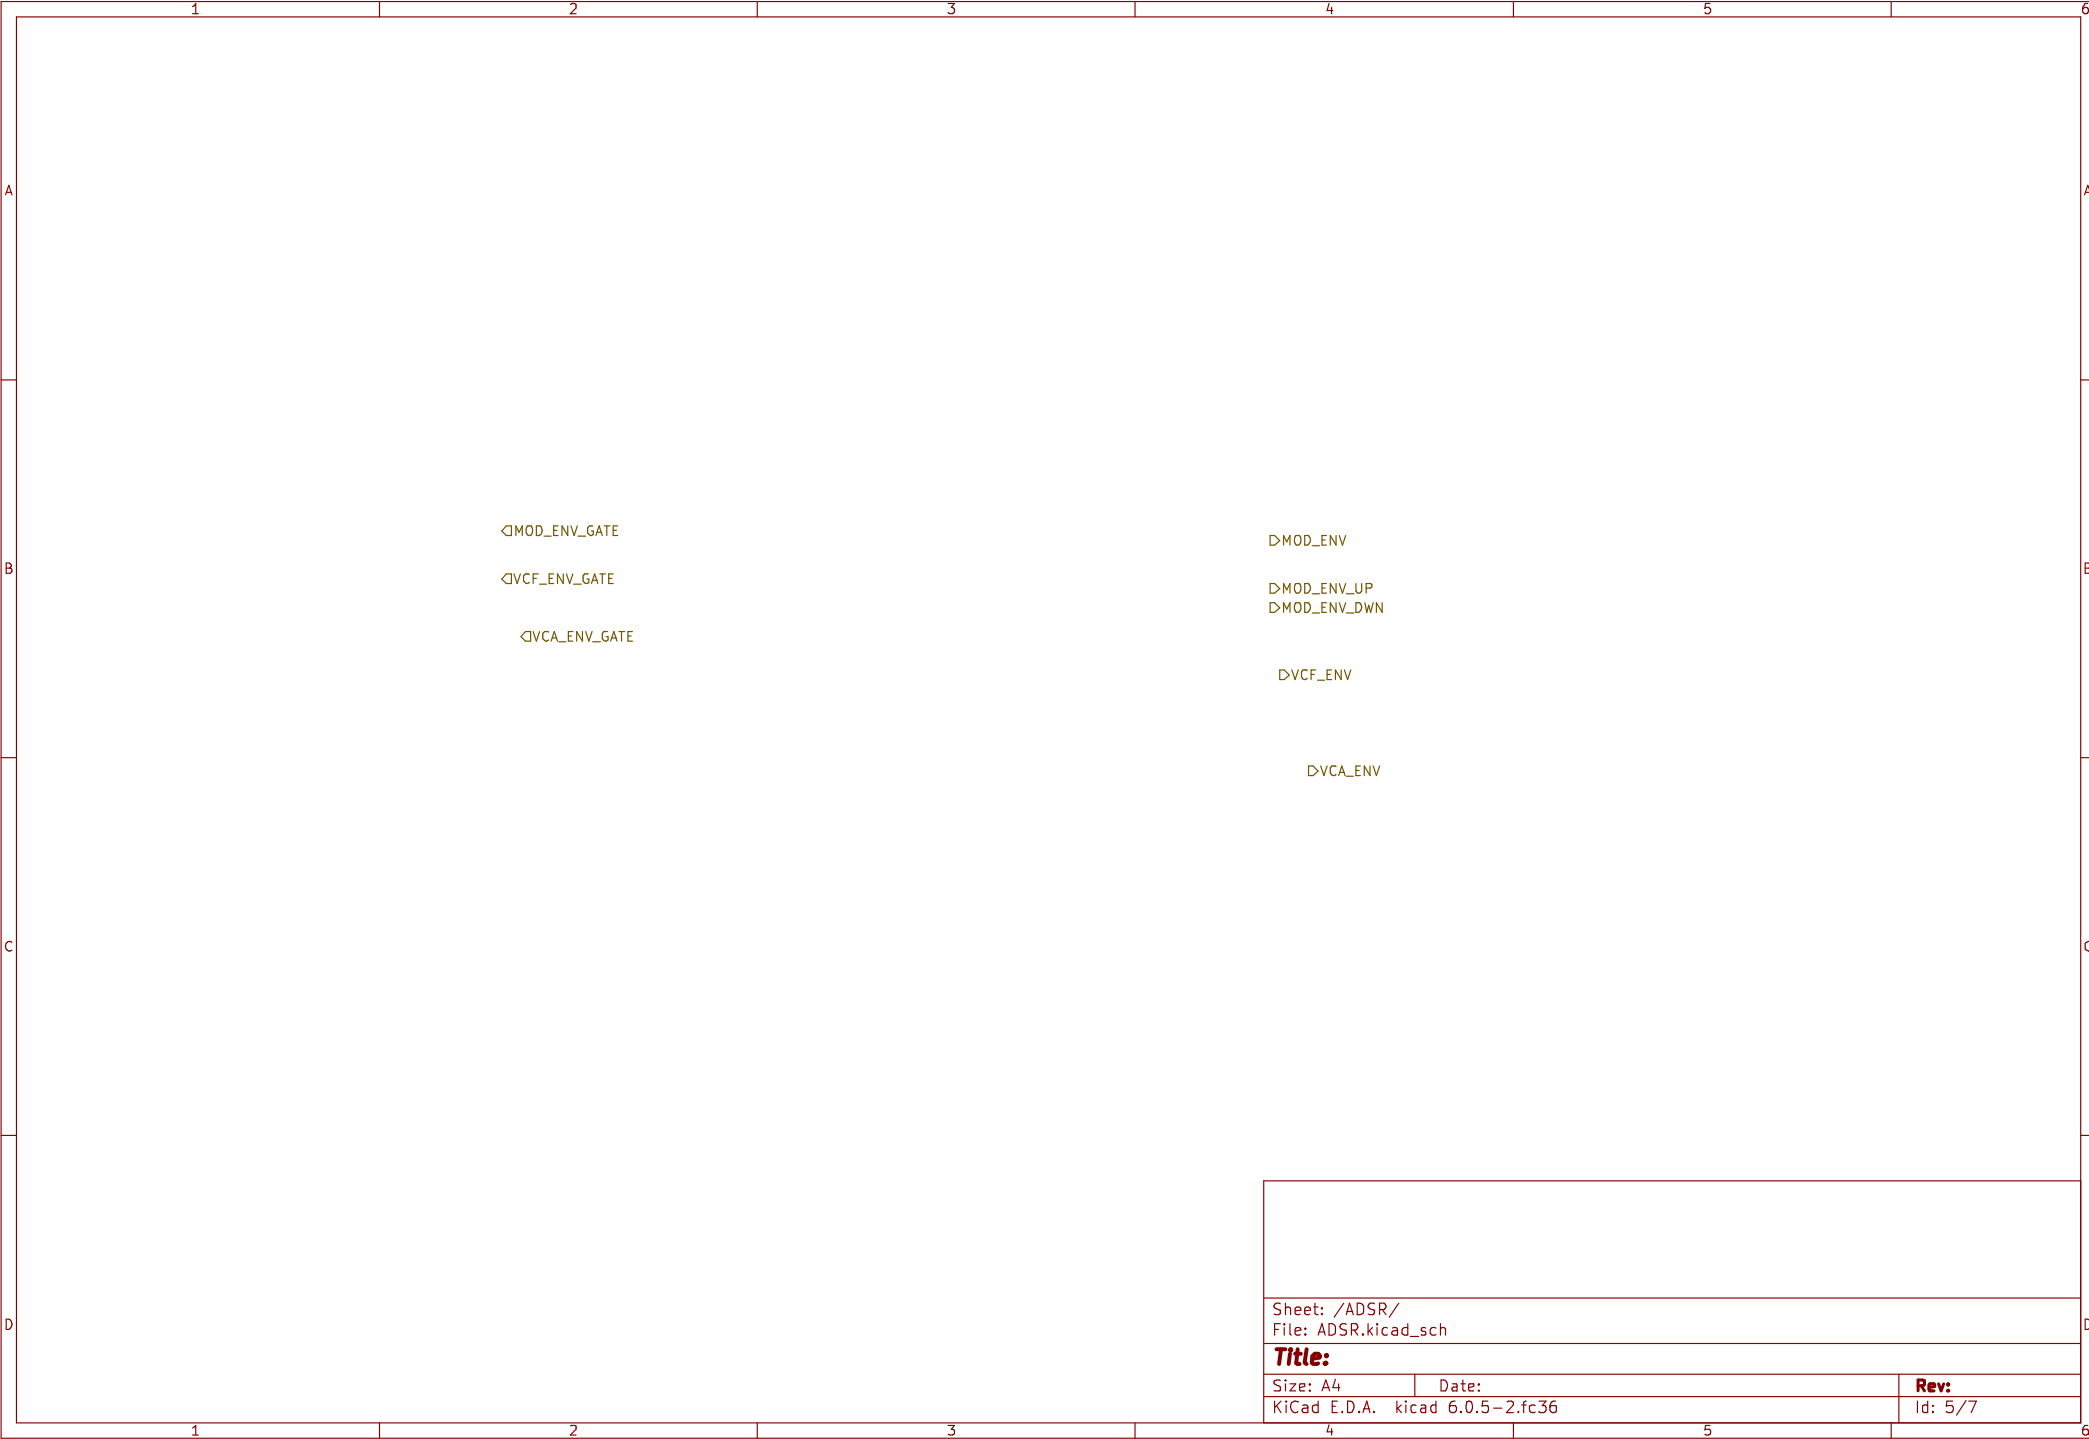 1 2 3 4 5 6
A A
MOD_ENV_GATE
MOD_ENV
B B
VCF_ENV_GATE
MOD_ENV_UP
MOD_ENV_DWN
VCA_ENV_GATE
VCF_ENV
VCA_ENV
C C
Sheet: /ADSR/
D D
File: ADSR.kicad_sch
Title:
Size: A4 Date: Rev:
KiCad E.D.A. kicad 6.0.5-2.fc36 Id: 5/7
1 2 3 4 5 6